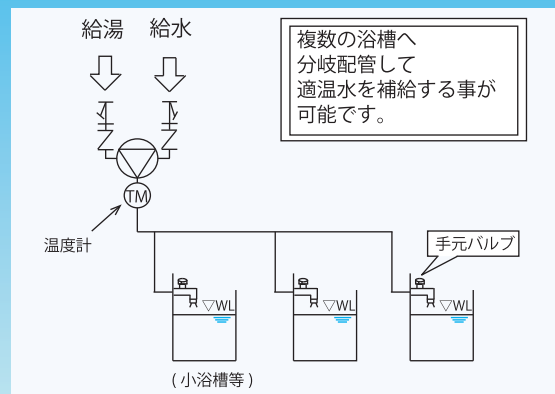 給湯
給水
複数の浴槽へ
分岐配管して
適温水を補給する事が
可能です。
TM
温度計
手元バルブ
▽WL
▽WL
▽WL
(小浴槽等)